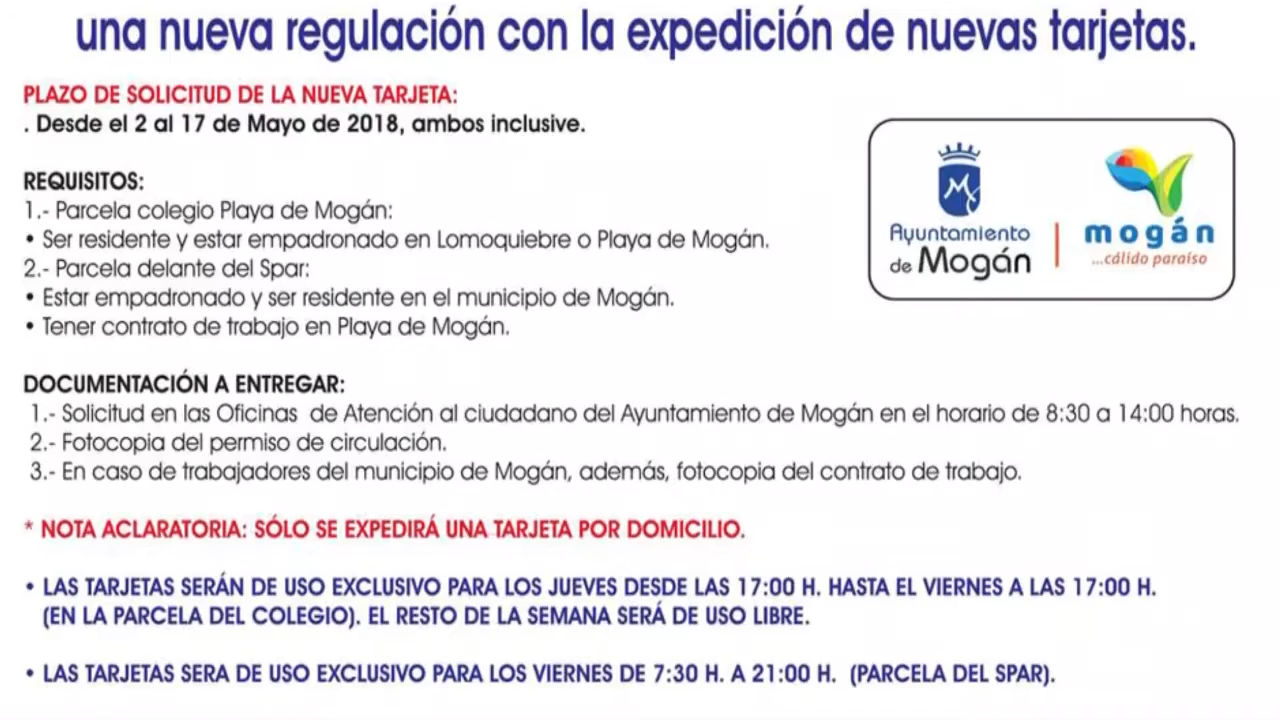 una nueva regulación con la expedición de nuevas tarjetas.
PLAZO DE SOLICITUD DE LA NUEVA TARJETA:
. Desde el 2 al 17 de Mayo de 2018, ambos inclusive.
REQUISITOS:
1.- Parcela colegio Playa de Mogán:
• Ser residente y estar empadronado en Lomoquiebre o Playa de Mogán.
2.- Parcela delante del Spar:
• Estar empadronado y ser residente en el municipio de Mogán.
• Tener contrato de trabajo en Playa de Mogán.
Ayuntamiento
de Mogán
mogán
...cálido paraíso
DOCUMENTACIÓN A ENTREGAR:
1.- Solicitud en las Oficinas de Atención al ciudadano del Ayuntamiento de Mogán en el horario de 8:30 a 14:00 horas.
2.- Fotocopia del permiso de circulación.
3.- En caso de trabajadores del municipio de Mogán, además, fotocopia del contrato de trabajo.
* NOTA ACLARATORIA: SÓLO SE EXPEDIRÁ UNA TARJETA POR DOMICILIO.
• LAS TARJETAS SERÁN DE USO EXCLUSIVO PARA LOS JUEVES DESDE LAS 17:00 H. HASTA EL VIERNES A LAS 17:00 H.
(EN LA PARCELA DEL COLEGIO). EL RESTO DE LA SEMANA SERÁ DE USO LIBRE.
• LAS TARJETAS SERA DE USO EXCLUSIVO PARA LOS VIERNES DE 7:30 H. A 21:00 H. (PARCELA DEL SPAR).